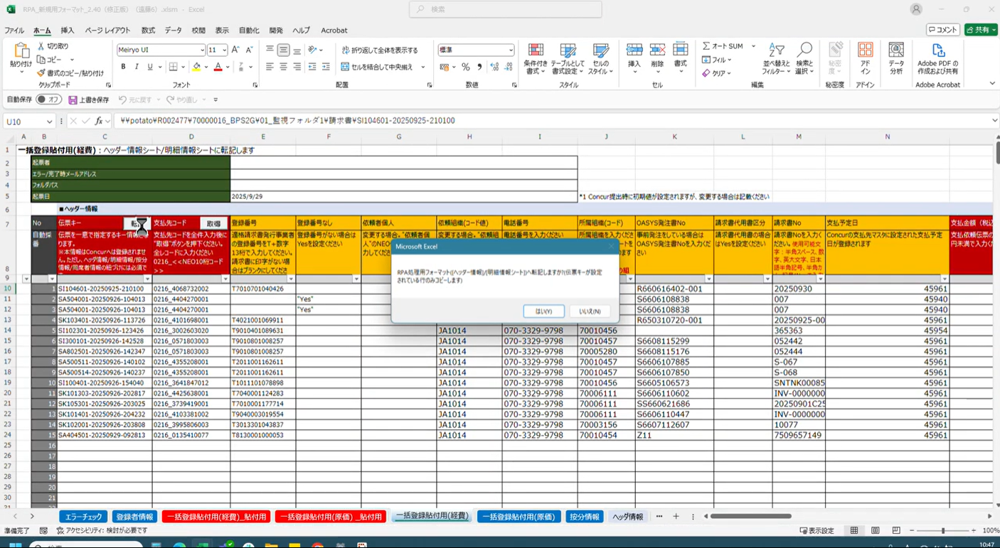 RPA_新規用フォーマット_2.40（修正版）（遠藤6）.xlsm - Excel
検索
ファイル ホーム 挿入 ページ レイアウト 数式 データ 校閲 表示 自動化 開発 ヘルプ Acrobat
コメント 共有
貼り付け 切り取り コピー 書式のコピー/貼り付け
クリップボード
Meiryo UI 11
B I U A
フォント
折り返して全体を表示する
セルを結合して中央揃え
配置
標準
数値
条件付き書式 テーブルとして書式設定 セルのスタイル
スタイル
挿入 削除 書式
セル
オート SUM
フィル
クリア
並べ替えとフィルター 検索と選択
編集
秘密度
秘密度
アドイン
アドイン
データ分析
Adobe PDF の作成および共有
Adobe Acrobat
自動保存 オフ 上書き保存 元に戻す やり直し
U10
fx
¥¥potato¥R002477¥70000016_BPS2G¥01_監視フォルダ1¥請求書¥SI104601-20250925-210100
A B C D E F G H I J K L M N
1 一括登録貼付用(経費)：ヘッダー情報シート/明細情報シートに転記します
2 起票者
3 エラー/完了時メールアドレス
4 フォルダパス
5 起票日 2025/9/29 *1 Concur提出時に初期値が設定されますが、変更する場合は記載ください
6 ■ヘッダー情報
7 No 伝票キー 支払先コード 取得 登録番号 登録番号なし 依頼者個人 依頼組織(コード値) 電話番号 所属組織(コード) OASYS発注書No 請求書代用区分 請求書No 支払予定日
8 自動採番
伝票を一意で指定するキー情報
ります。
※本情報はConcurへは登録されません。ただし、ヘッダ情報/明細情報/按分情報/同席者情報の紐づけには必須で
支払先コードを全件入力後に"取得"ボタンを押下ください。
全レコードに入力ください
0216_<<NEO10桁コード>>
適格請求書発行事業者の登録番号をT+数字13桁で入力してください。
請求書に印字がない場合はブランクにしてくださ
登録番号がない場合はYesを設定ください
変更する場合。"依頼者個人"のNEO
変更する場合。"依頼組
電話番号を入力ください
所属組織を入力くださ
事前発注をしている場合はOASYS発注書Noを入力ください
請求書代用の場合はYesを設定ください
請求書Noを入力ください。使用可能文字：半角スペース、数字、英大文字、日本語半角記号、
Concurの支払先マスタに設定された支払予定日が登録されます
9
10 1 SI104601-20250925-210100 0216_4068732002 T7010701040426 R660616402-001 20250930 45961
11 2 SA504001-20250926-104013 0216_4404270001 "Yes" S6606108838 007 45940
12 3 SA504001-20250926-104013 0216_4404270001 "Yes" S6606108838 007 45940
13 4 SK103401-20250926-113726 0216_4101698001 T4021001069911 R650310720-001 20250925-00 45961
14 5 SI102301-20250926-123426 0216_3002603020 T9010401089631 JA1014 070-3329-9798 70010456 365363 45954
15 6 SI300101-20250926-142528 0216_0571803003 T9010801008257 JA1014 070-3329-9798 70010456 S6608115299 052442 45961
16 7 SA802501-20250926-142347 0216_0571803003 T9010801008257 JA1014 070-3329-9798 70005280 S6608115176 052444 45961
17 8 SA500511-20250926-140102 0216_4355208001 T2011001162611 JA1014 070-3329-9798 70010457 S6606107885 S-067 45961
18 9 SA500514-20250926-140237 0216_4355208001 T2011001162611 JA1014 070-3329-9798 70010457 S6606107850 S-068 45961
19 10 SI100401-20250926-154040 0216_3641847012 T1011101078898 JA1014 070-3329-9798 70010457 S6605106573 SNTNK00085 45961
20 11 SK101303-20250926-202817 0216_4425638001 T7040001124283 JA1014 070-3329-9798 70006111 S6606110602 INV-0000000 45961
21 12 SK105301-20250926-203025 0216_3739419001 T7010001177714 JA1014 070-3329-9798 70006111 SS660621686 20250901C25 45961
22 13 SK101401-20250926-204232 0216_4103381002 T9040003019554 JA1014 070-3329-9798 70006111 S6606110447 INV-0000000 45961
23 14 SK102001-20250926-203808 0216_3995806003 T3013301043837 JA1014 070-3329-9798 70003156 S6607112607 10077 45961
24 15 SA404501-20250929-092813 0216_0135410077 T8130001000053 JA1014 070-3329-9798 70010454 Z11 7509657149 45961
25 16
26 17
27 18
28 19
29 20
30 21
Microsoft Excel
RPA処理用フォーマット((ヘッダー情報)/(明細情報シート))へ転記しますか?(伝票キーが設定されている行のみコピーします)
はい(Y) いいえ(N)
エラーチェック 登録者情報 一括登録貼付用(経費)_貼付用 一括登録貼付用(原価)_貼付用 一括登録貼付用(経費) 一括登録貼付用(原価) 按分情報 ヘッダ情報
準備完了 アクセシビリティ: 検討が必要です 表示設定 100%
10:47